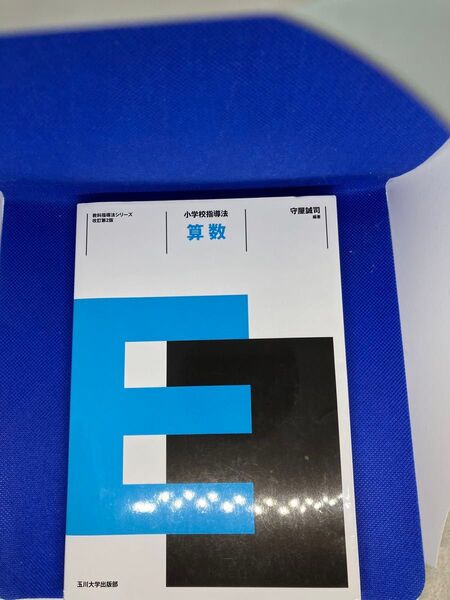 教科指導法シリーズ
改訂第2版
小学校指導法
算数
守屋誠司
編著
玉川大学出版部